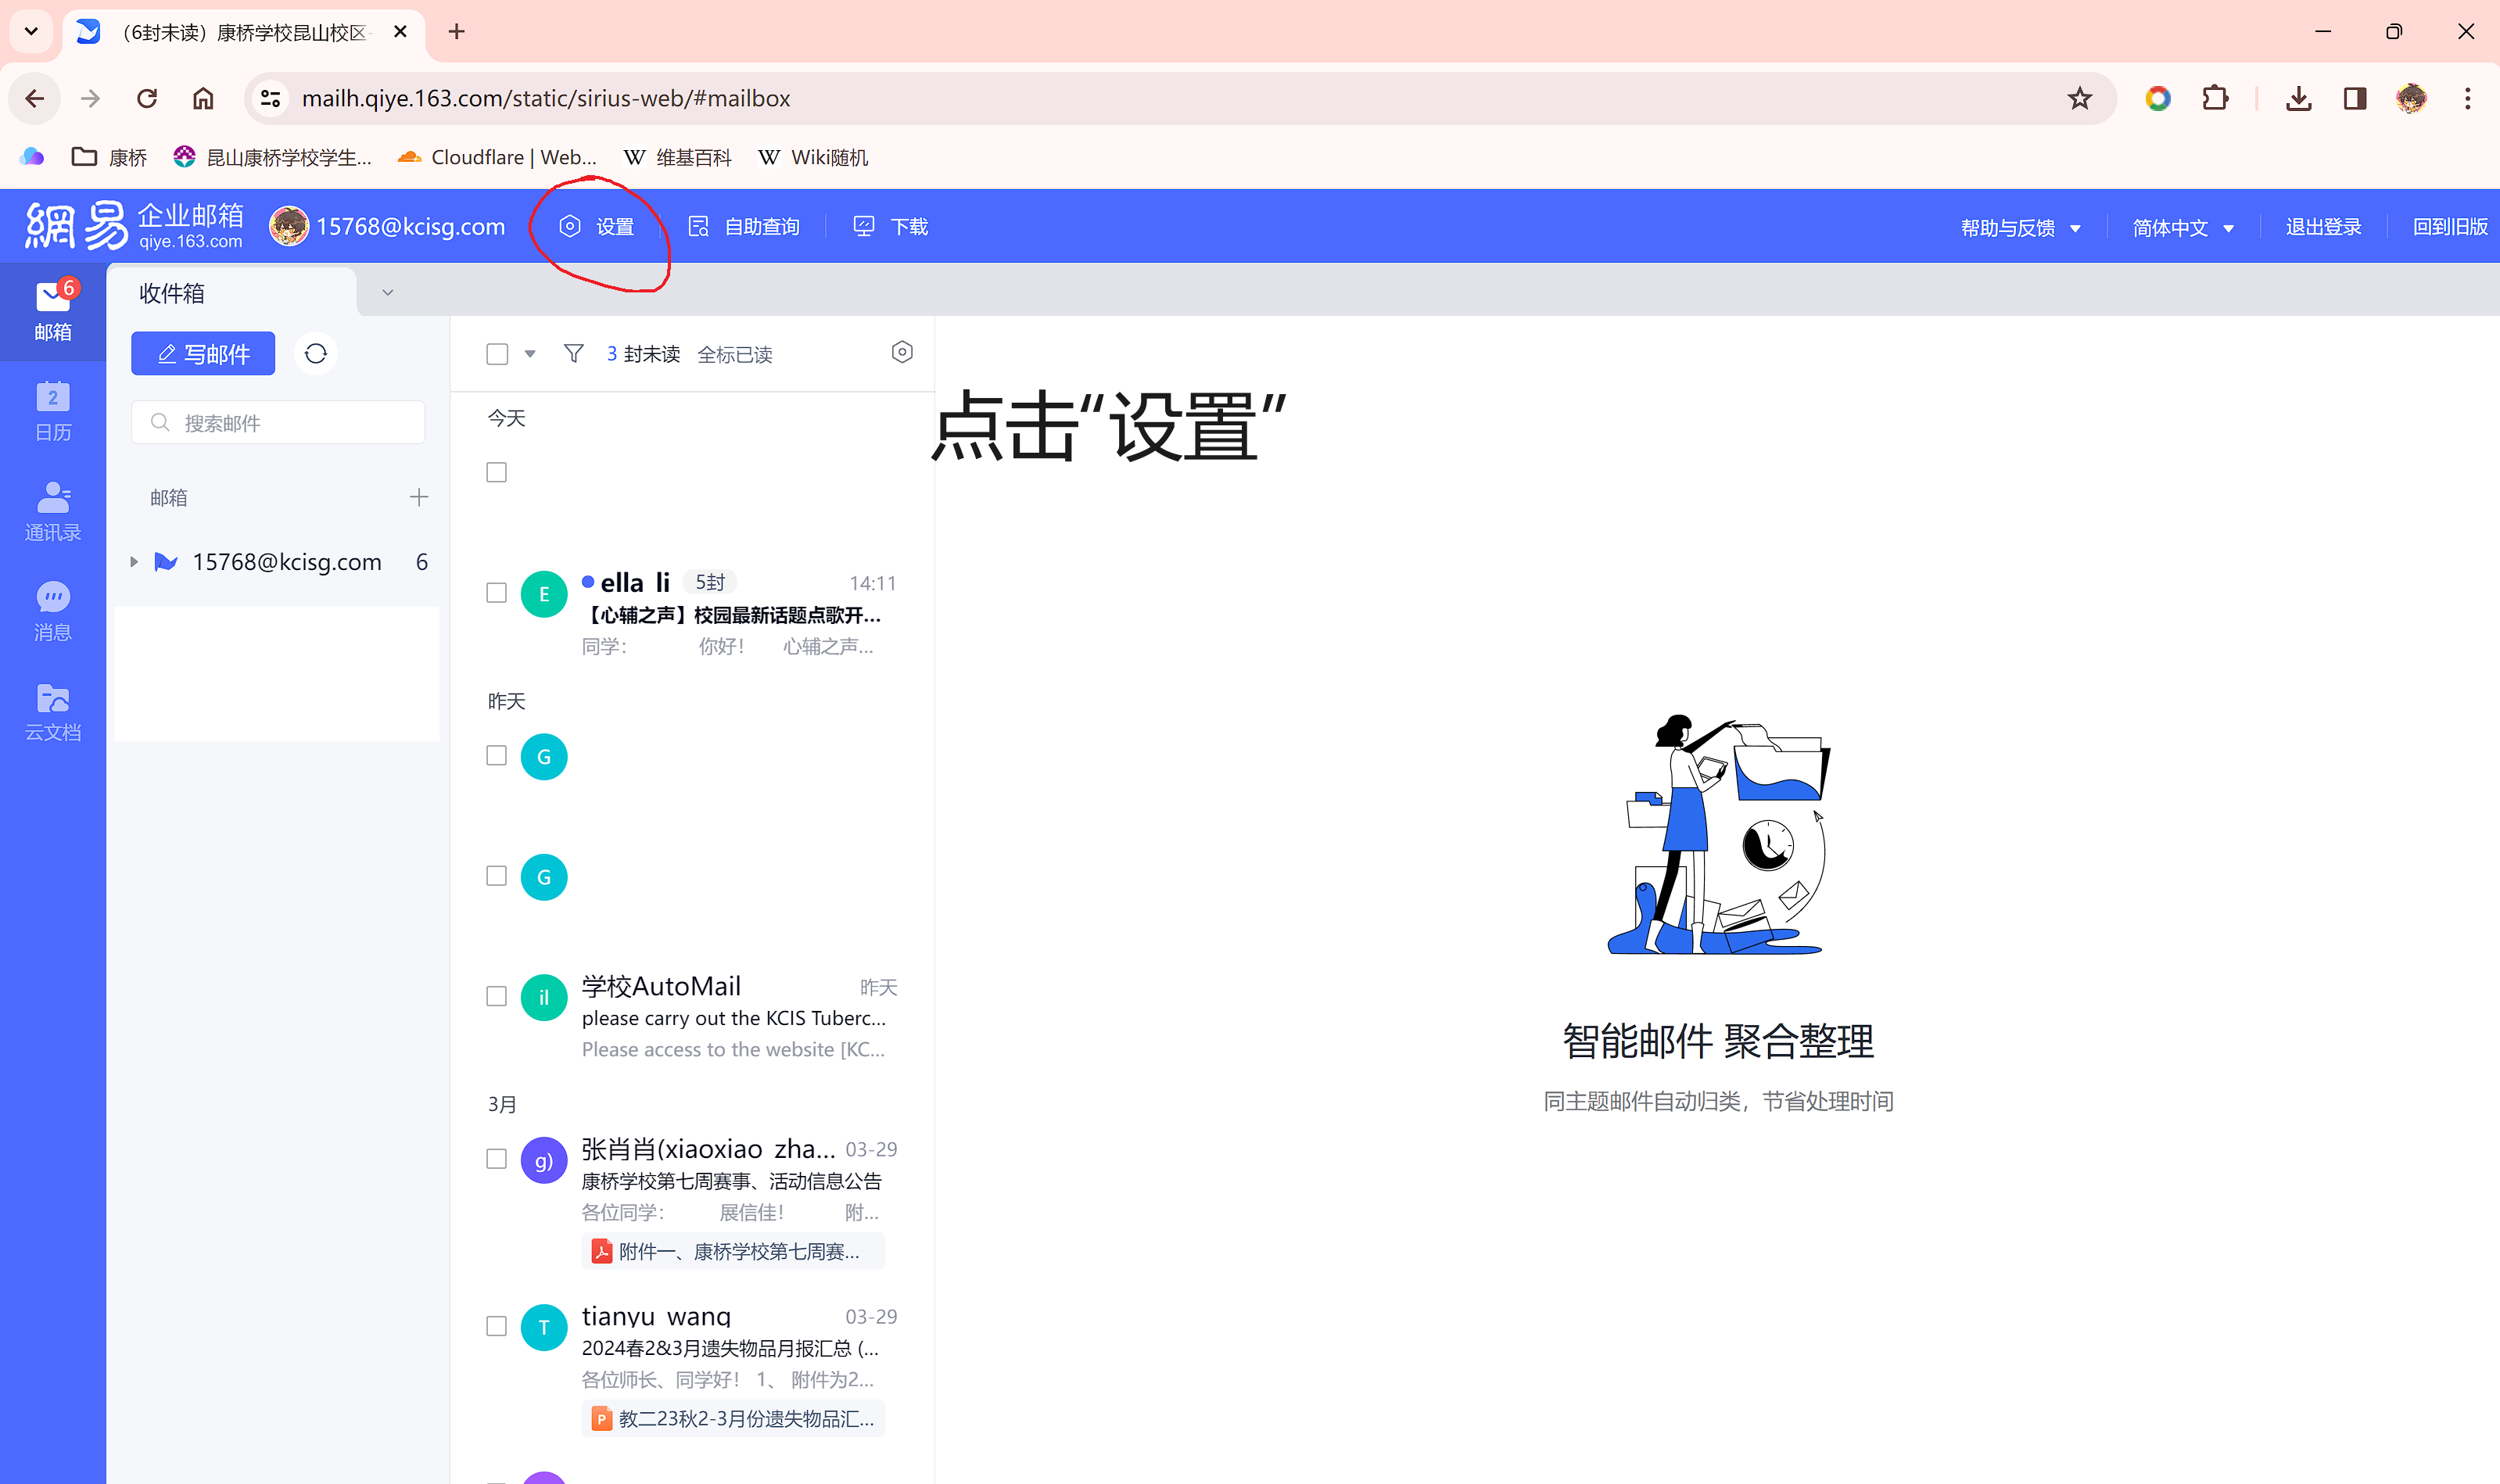 （6封未读）康桥学校昆山校区
mailh.qiye.163.com/static/sirius-web/#mailbox
康桥
昆山康桥学校学生...
Cloudflare | Web...
W 维基百科
W Wiki随机
網易 企业邮箱
qiye.163.com
15768@kcisg.com
设置
自助查询
下载
帮助与反馈
简体中文
退出登录
回到旧版
6
邮箱
2
日历
通讯录
消息
云文档
收件箱
写邮件
搜索邮件
邮箱
15768@kcisg.com 6
3 封未读 全标已读
点击“设置”
今天
E
ella li 5封 14:11
【心辅之声】校园最新话题点歌开...
同学： 你好！ 心辅之声...
昨天
G
G
il
学校AutoMail 昨天
please carry out the KCIS Tuberc...
Please access to the website [KC...
3月
g)
张肖肖(xiaoxiao zha... 03-29
康桥学校第七周赛事、活动信息公告
各位同学： 展信佳！ 附...
附件一、康桥学校第七周赛...
T
tianyu wang 03-29
2024春2&3月遗失物品月报汇总 (...
各位师长、同学好！ 1、 附件为2...
P 教二23秋2-3月份遗失物品汇...
智能邮件 聚合整理
同主题邮件自动归类，节省处理时间